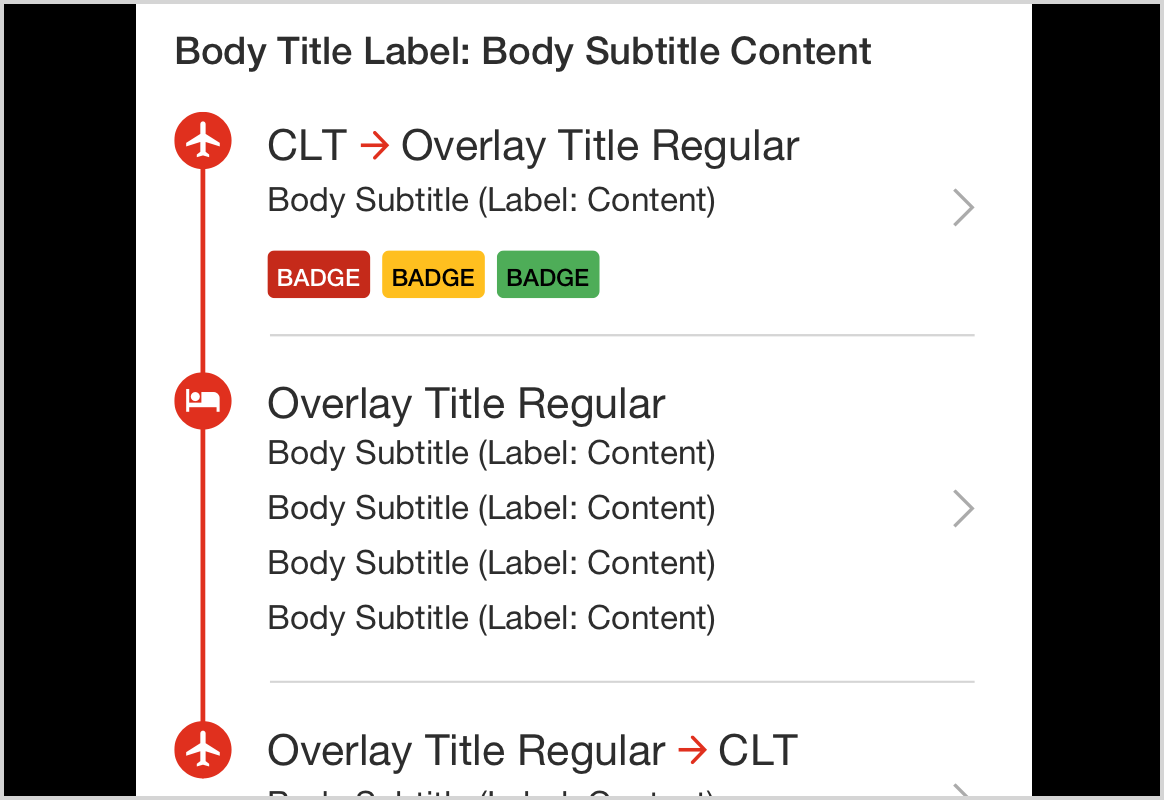 Body Title Label: Body Subtitle Content
CLT → Overlay Title Regular
Body Subtitle (Label: Content)
BADGE BADGE BADGE
Overlay Title Regular
Body Subtitle (Label: Content)
Body Subtitle (Label: Content)
Body Subtitle (Label: Content)
Body Subtitle (Label: Content)
Overlay Title Regular → CLT